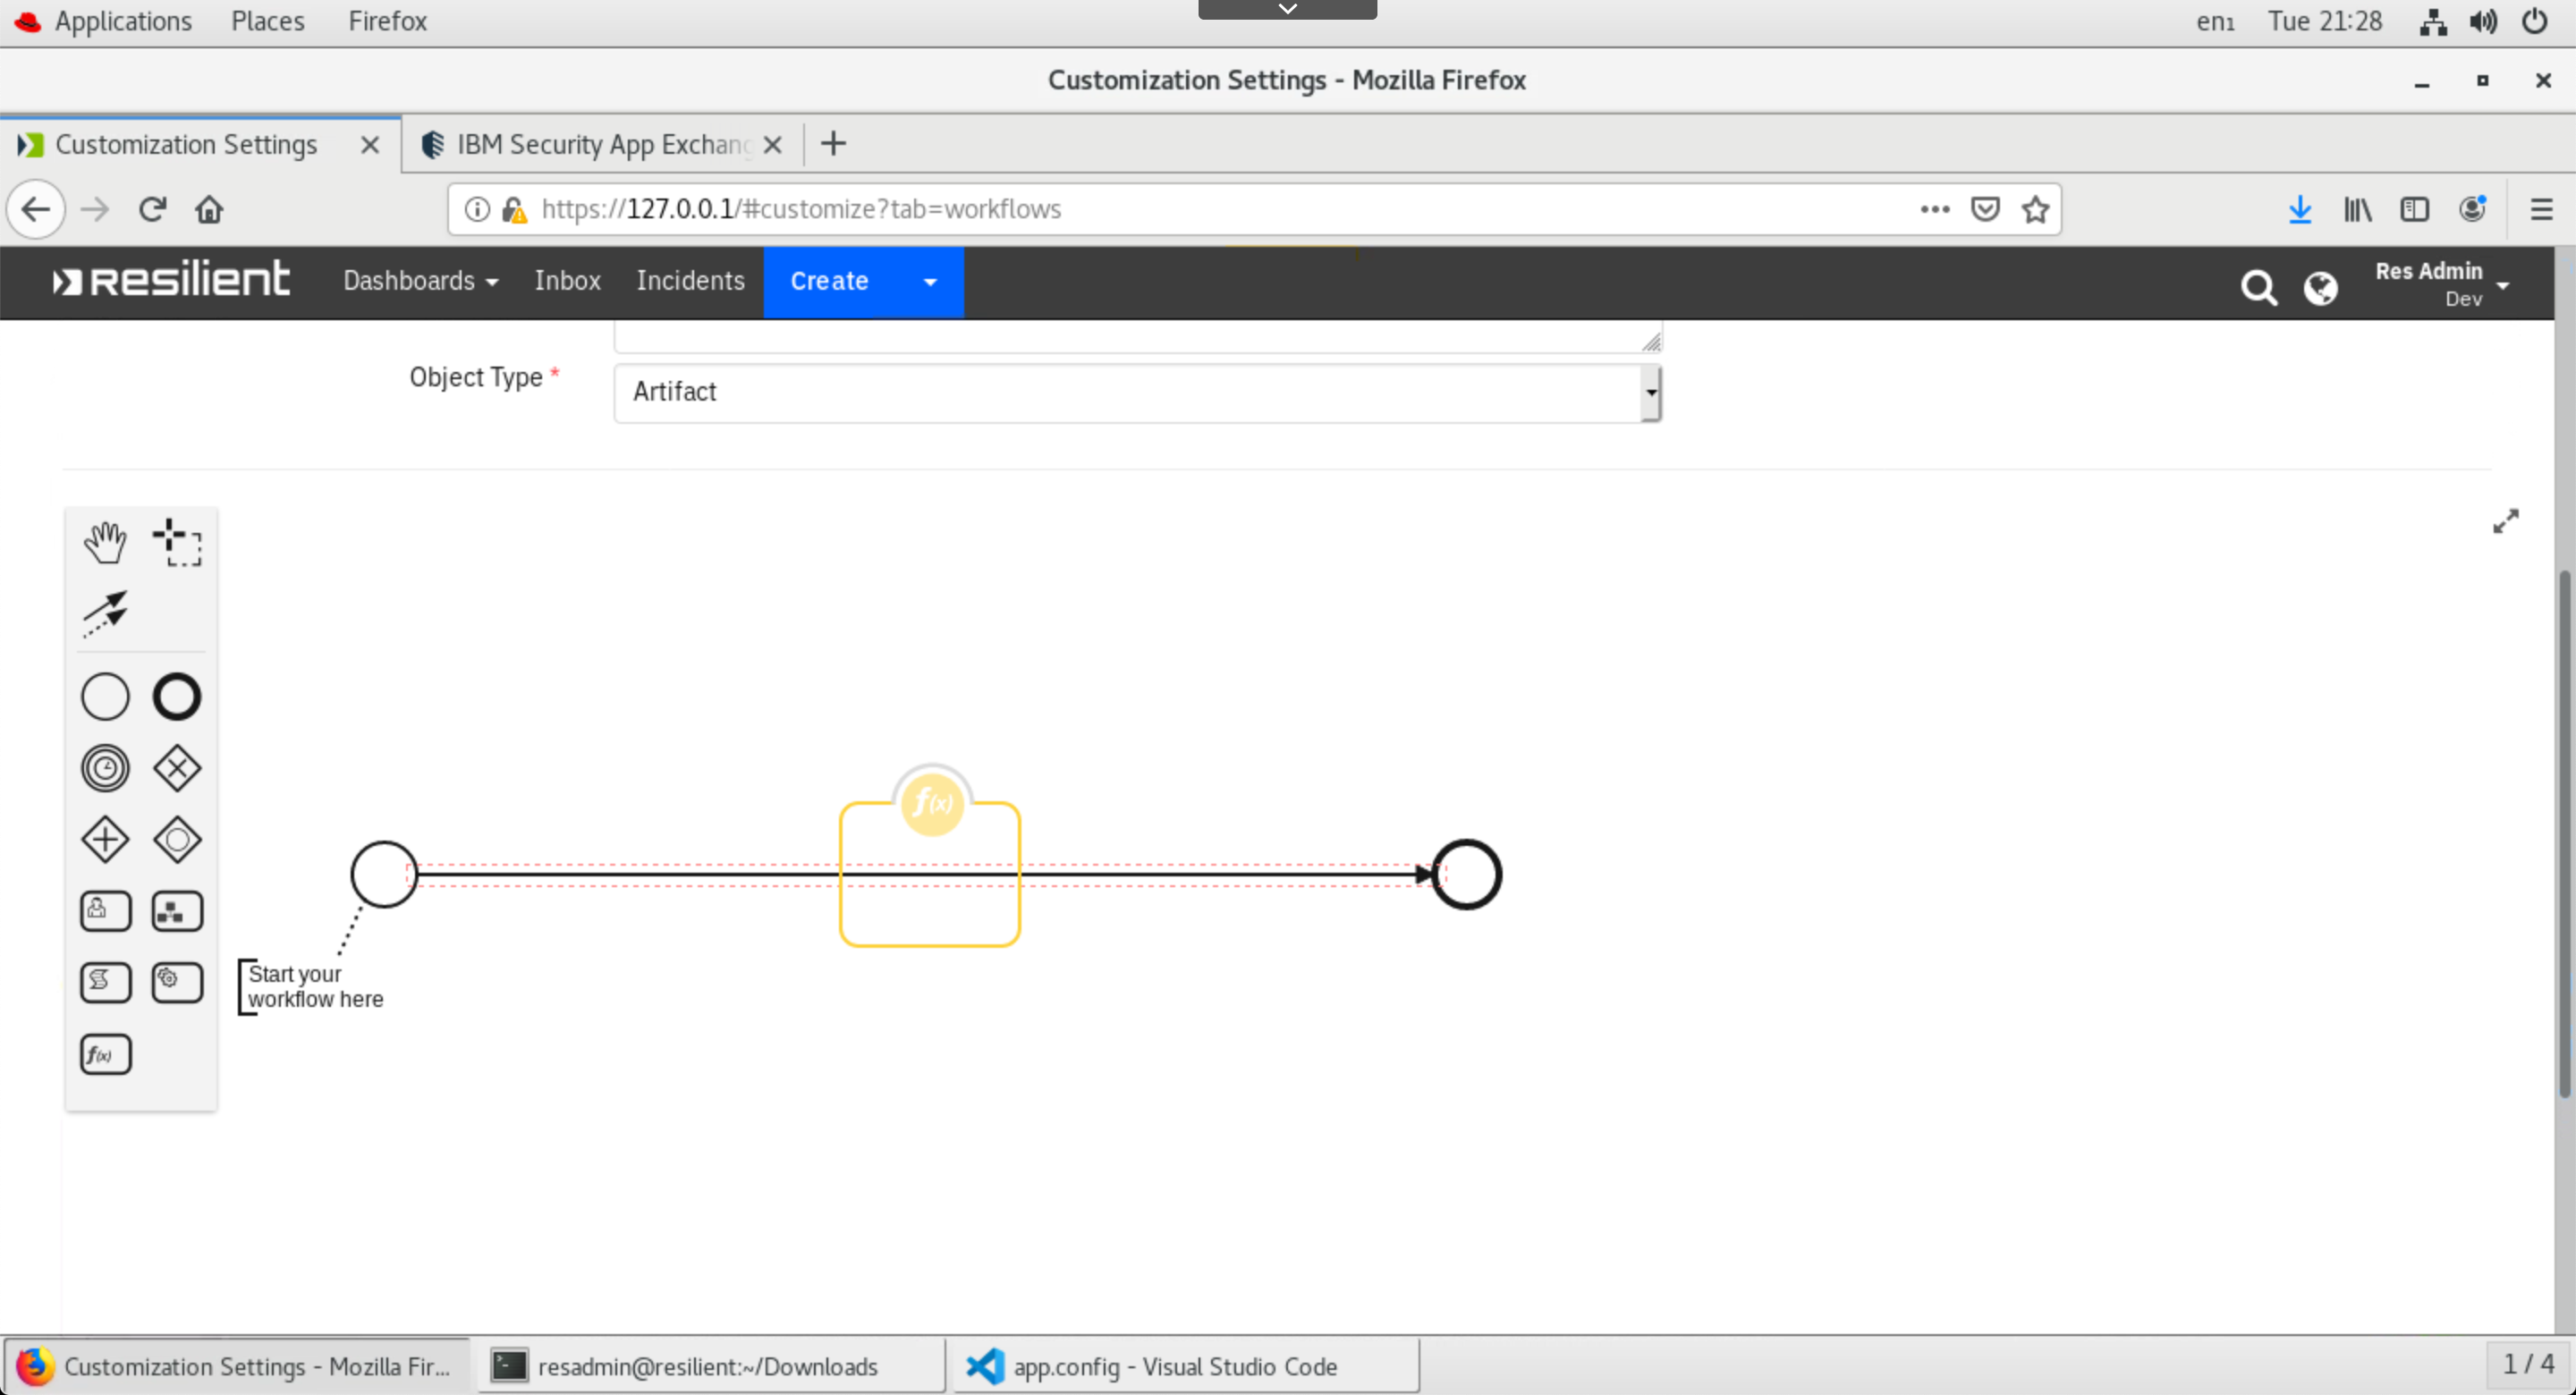 Applications Places Firefox en1 Tue 21:28
Customization Settings - Mozilla Firefox
Customization Settings IBM Security App Exchang
https://127.0.0.1/#customize?tab=workflows
resilient Dashboards Inbox Incidents Create Res Admin
Dev
Object Type *
Artifact
f(x)
Start your
workflow here
f(x)
Customization Settings - Mozilla Fir... resadmin@resilient:~/Downloads app.config - Visual Studio Code 1 / 4